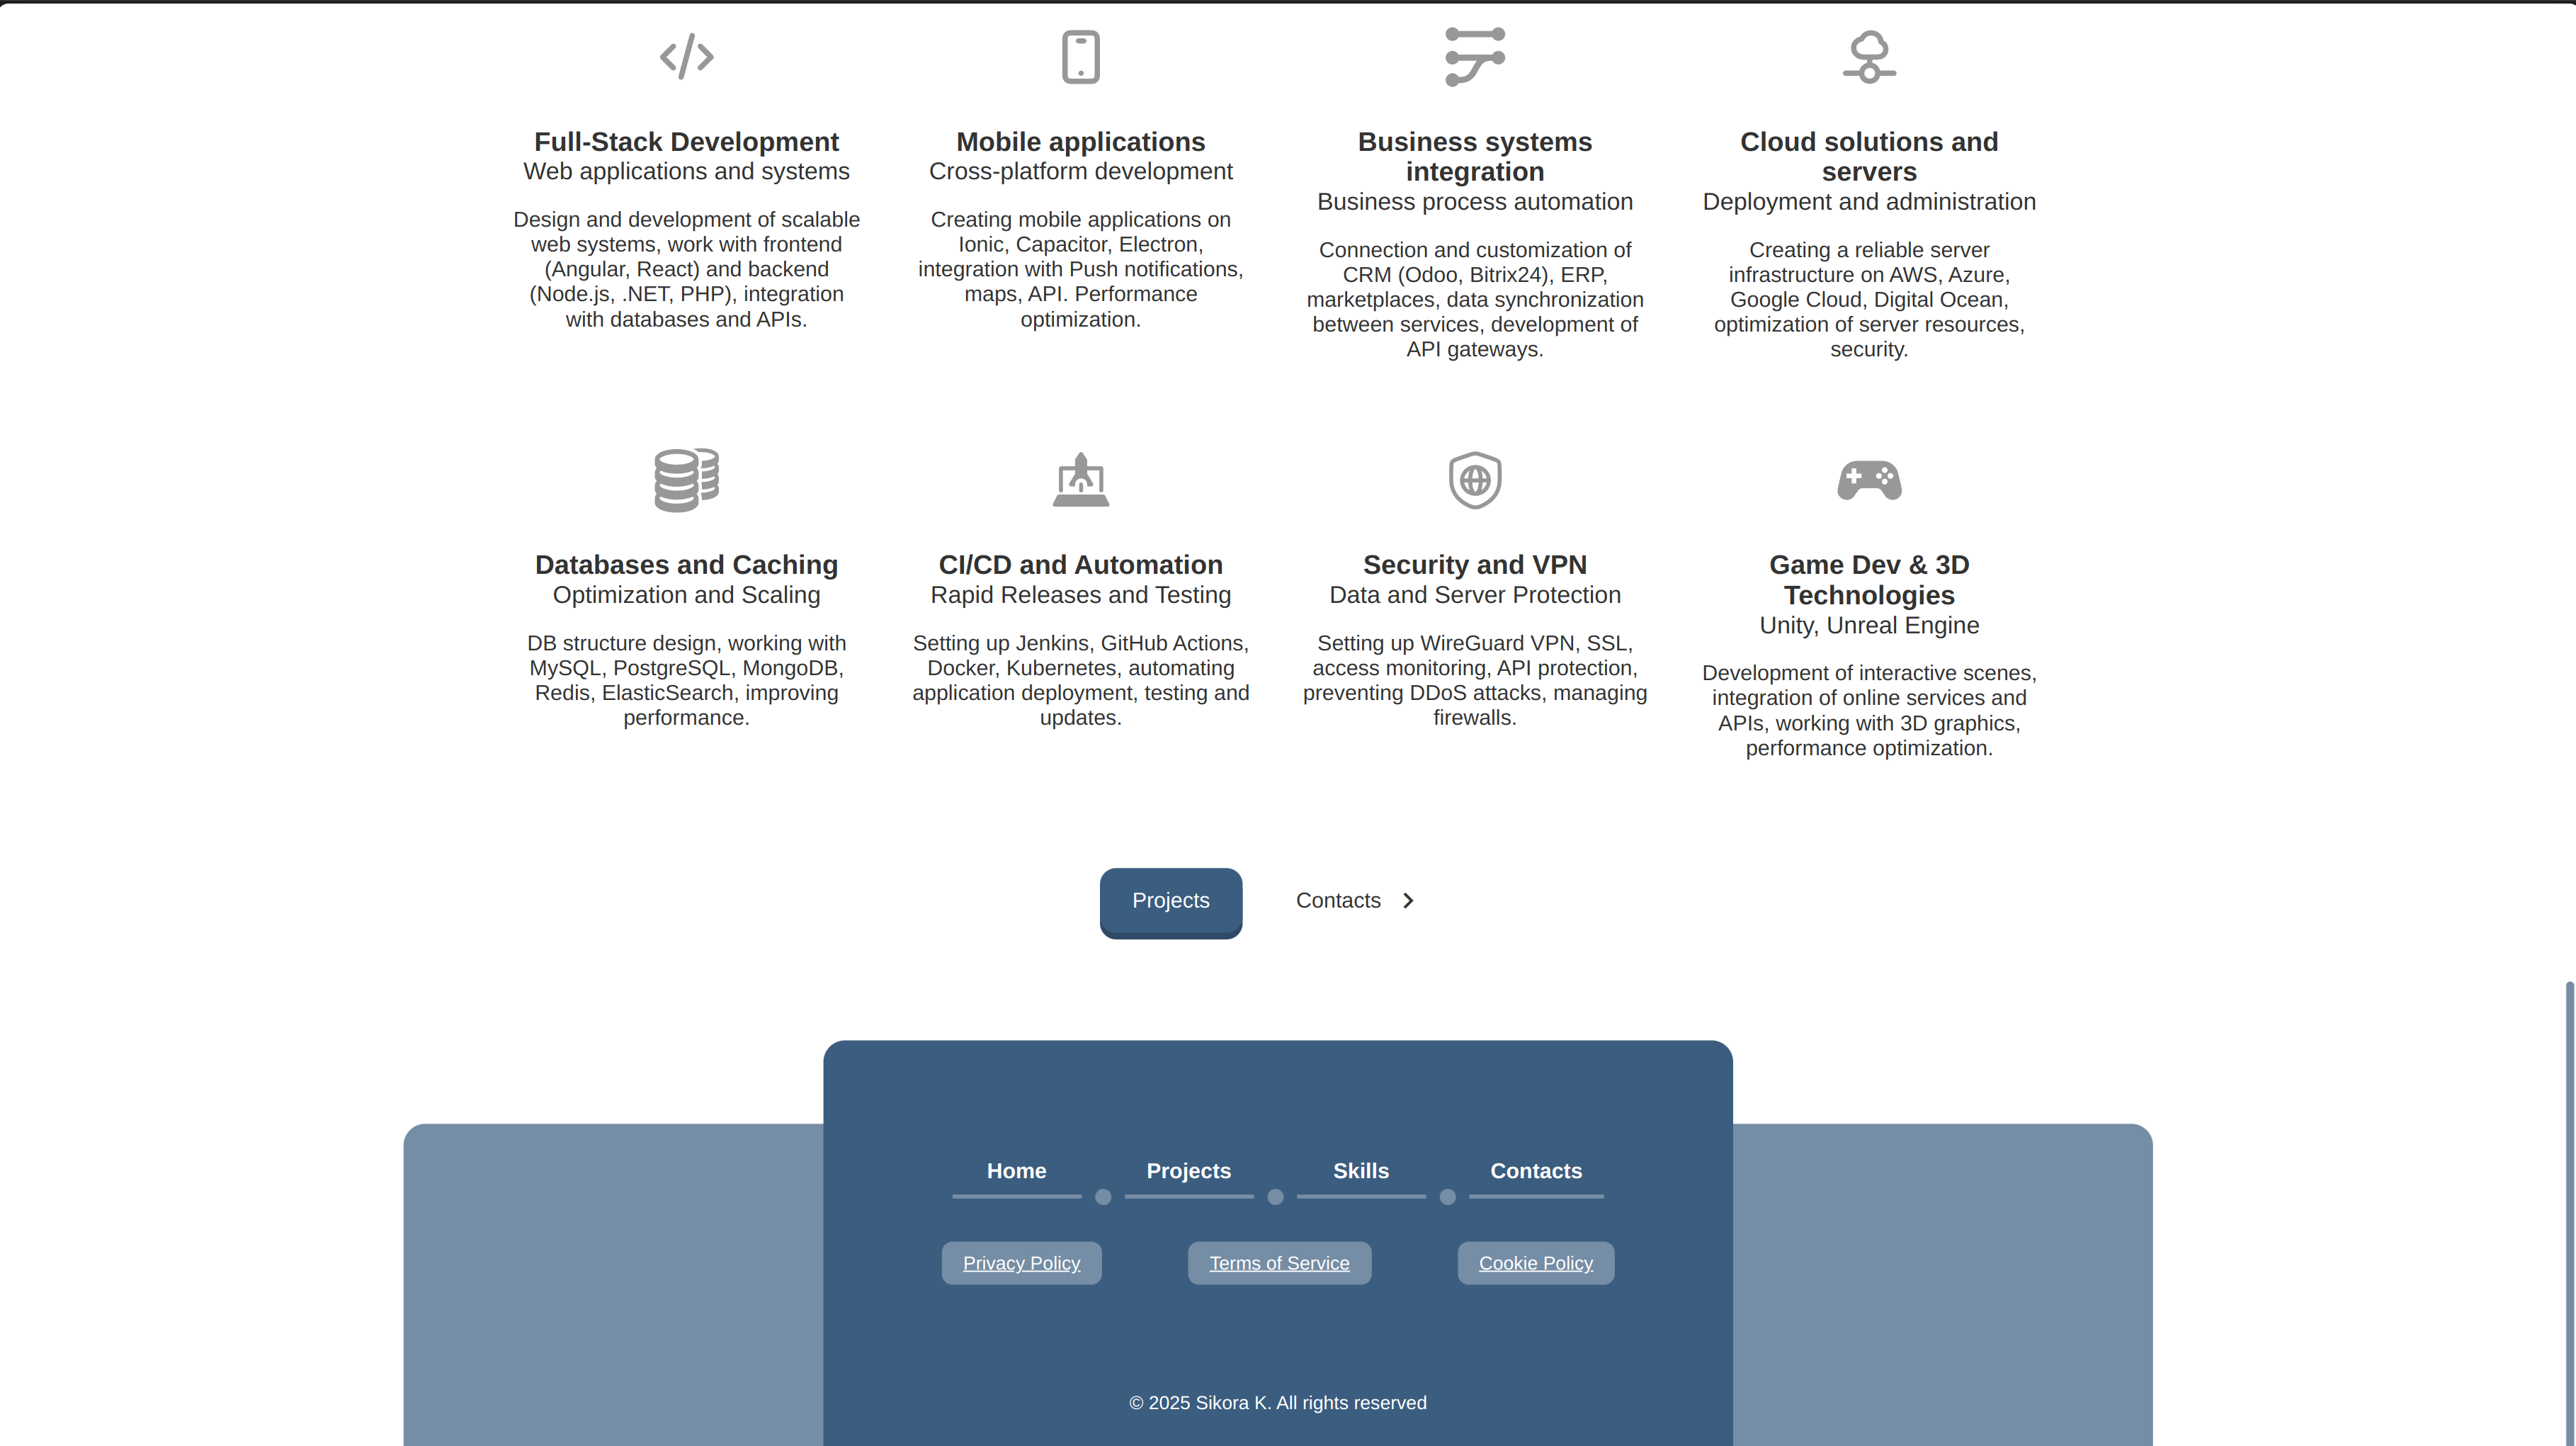 Full-Stack Development
Web applications and systems
Design and development of scalable
web systems, work with frontend
(Angular, React) and backend
(Node.js, .NET, PHP), integration
with databases and APIs.
Mobile applications
Cross-platform development
Creating mobile applications on
Ionic, Capacitor, Electron,
integration with Push notifications,
maps, API. Performance
optimization.
Business systems
integration
Business process automation
Connection and customization of
CRM (Odoo, Bitrix24), ERP,
marketplaces, data synchronization
between services, development of
API gateways.
Cloud solutions and
servers
Deployment and administration
Creating a reliable server
infrastructure on AWS, Azure,
Google Cloud, Digital Ocean,
optimization of server resources,
security.
Databases and Caching
Optimization and Scaling
DB structure design, working with
MySQL, PostgreSQL, MongoDB,
Redis, ElasticSearch, improving
performance.
CI/CD and Automation
Rapid Releases and Testing
Setting up Jenkins, GitHub Actions,
Docker, Kubernetes, automating
application deployment, testing and
updates.
Security and VPN
Data and Server Protection
Setting up WireGuard VPN, SSL,
access monitoring, API protection,
preventing DDoS attacks, managing
firewalls.
Game Dev & 3D
Technologies
Unity, Unreal Engine
Development of interactive scenes,
integration of online services and
APIs, working with 3D graphics,
performance optimization.
Projects
Contacts
Home
Projects
Skills
Contacts
Privacy Policy
Terms of Service
Cookie Policy
© 2025 Sikora K. All rights reserved